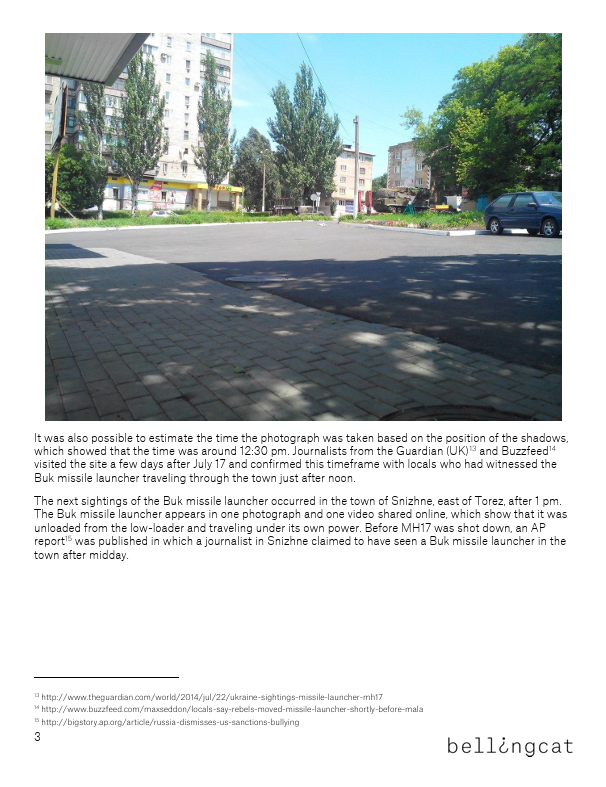 It was also possible to estimate the time the photograph was taken based on the position of the shadows,
which showed that the time was around 12:30 pm. Journalists from the Guardian (UK)¹³ and Buzzfeed¹⁴
visited the site a few days after July 17 and confirmed this timeframe with locals who had witnessed the
Buk missile launcher traveling through the town just after noon.
The next sightings of the Buk missile launcher occurred in the town of Snizhne, east of Torez, after 1 pm.
The Buk missile launcher appears in one photograph and one video shared online, which show that it was
unloaded from the low-loader and traveling under its own power. Before MH17 was shot down, an AP
report¹⁵ was published in which a journalist in Snizhne claimed to have seen a Buk missile launcher in the
town after midday.
¹³ http://www.theguardian.com/world/2014/jul/22/ukraine-sightings-missile-launcher-mh17
¹⁴ http://www.buzzfeed.com/maxseddon/locals-say-rebels-moved-missile-launcher-shortly-before-mala
¹⁵ http://bigstory.ap.org/article/russia-dismisses-us-sanctions-bullying
3
bell¿ngcat